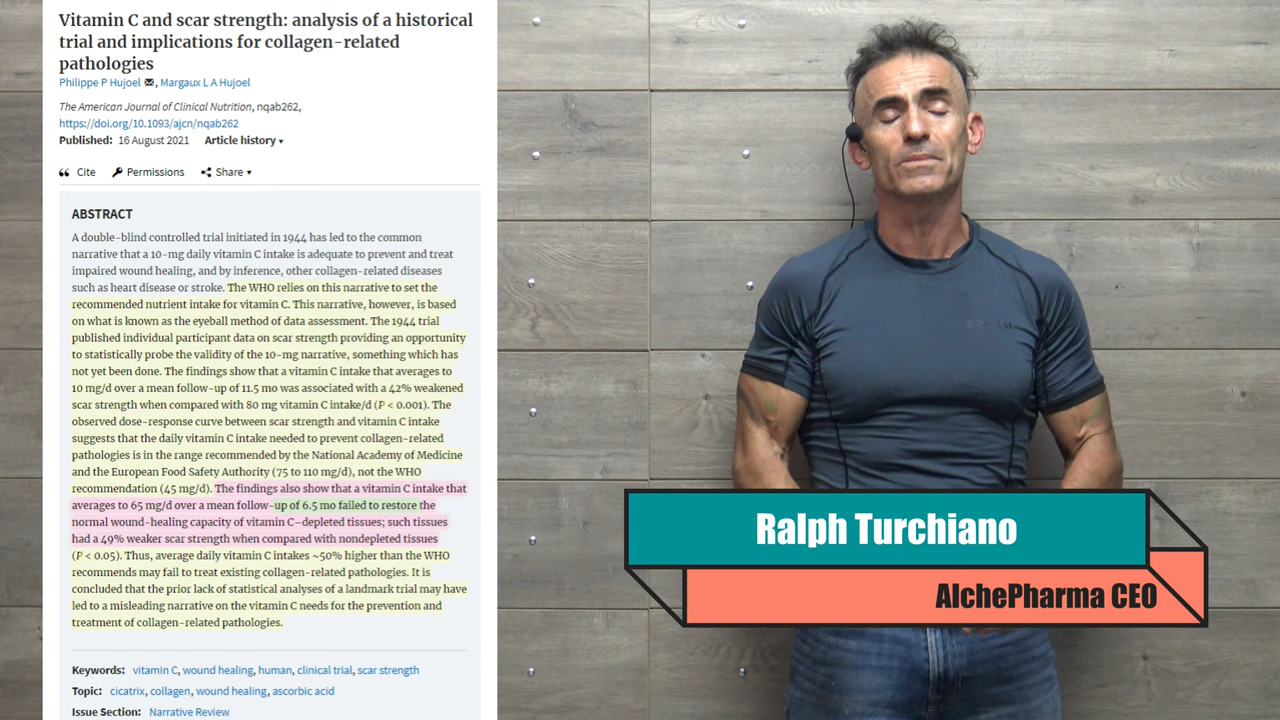 Vitamin C and scar strength: analysis of a historical
trial and implications for collagen-related
pathologies
Philippe P Hujoel , Margaux L A Hujoel
The American Journal of Clinical Nutrition, nqab262,
https://doi.org/10.1093/ajcn/nqab262
Published: 16 August 2021 Article history
Cite Permissions Share
ABSTRACT
A double-blind controlled trial initiated in 1944 has led to the common
narrative that a 10-mg daily vitamin C intake is adequate to prevent and treat
impaired wound healing, and by inference, other collagen-related diseases
such as heart disease or stroke. The WHO relies on this narrative to set the
recommended nutrient intake for vitamin C. This narrative, however, is based
on what is known as the eyeball method of data assessment. The 1944 trial
published individual participant data on scar strength providing an opportunity
to statistically probe the validity of the 10-mg narrative, something which has
not yet been done. The findings show that a vitamin C intake that averages to
10 mg/d over a mean follow-up of 11.5 mo was associated with a 42% weakened
scar strength when compared with 80 mg vitamin C intake/d (P < 0.001). The
observed dose-response curve between scar strength and vitamin C intake
suggests that the daily vitamin C intake needed to prevent collagen-related
pathologies is in the range recommended by the National Academy of Medicine
and the European Food Safety Authority (75 to 110 mg/d), not the WHO
recommendation (45 mg/d). The findings also show that a vitamin C intake that
averages to 65 mg/d over a mean follow-up of 6.5 mo failed to restore the
normal wound-healing capacity of vitamin C–depleted tissues; such tissues
had a 49% weaker scar strength when compared with nondepleted tissues
(P < 0.05). Thus, average daily vitamin C intakes ~50% higher than the WHO
recommends may fail to treat existing collagen-related pathologies. It is
concluded that the prior lack of statistical analyses of a landmark trial may have
led to a misleading narrative on the vitamin C needs for the prevention and
treatment of collagen-related pathologies.
Keywords: vitamin C, wound healing, human, clinical trial, scar strength
Topic: cicatrix, collagen, wound healing, ascorbic acid
Issue Section: Narrative Review
Ralph Turchiano
AlchePharma CEO